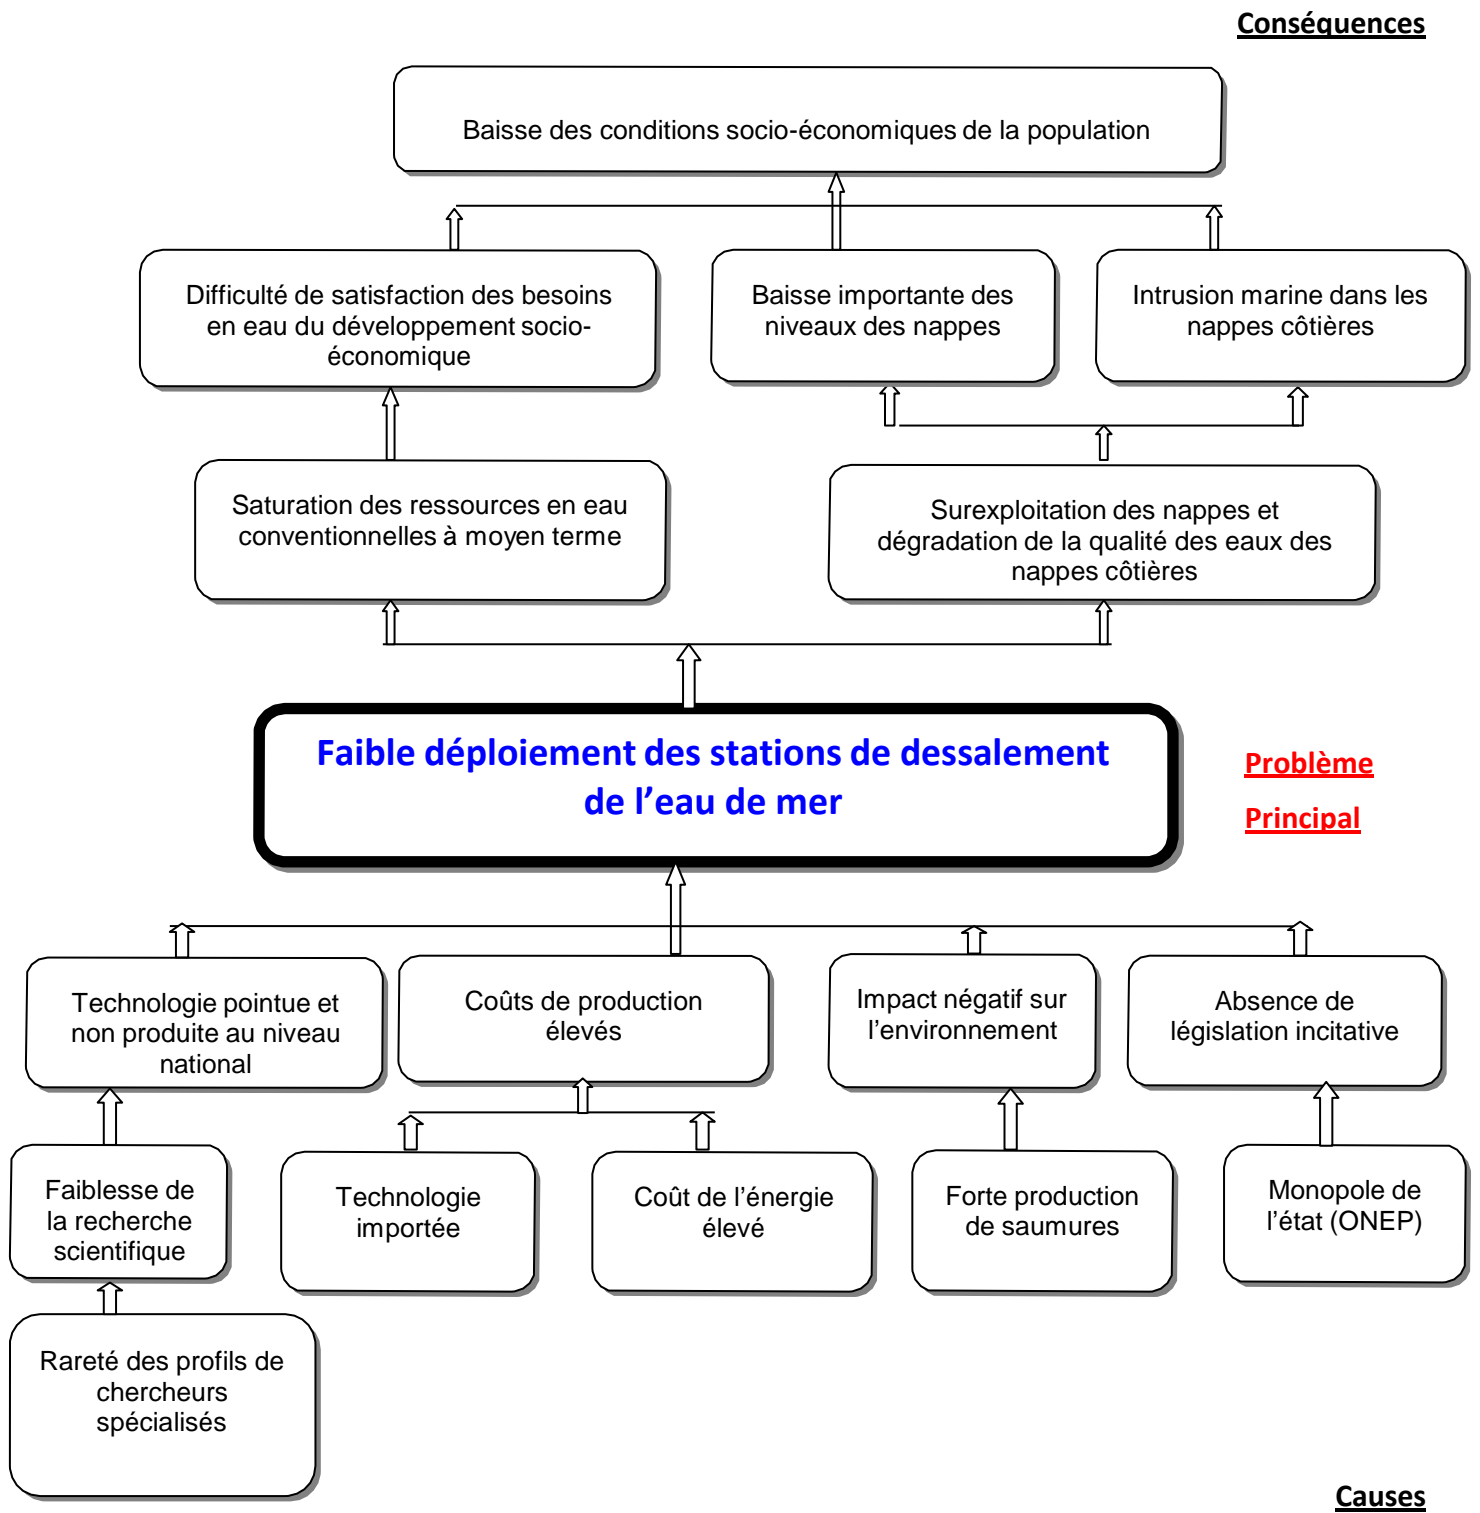 Conséquences
Baisse des conditions socio-économiques de la population
Difficulté de satisfaction des besoins
en eau du développement socio-
économique
Baisse importante des
niveaux des nappes
Intrusion marine dans les
nappes côtières
Saturation des ressources en eau
conventionnelles à moyen terme
Surexploitation des nappes et
dégradation de la qualité des eaux des
nappes côtières
Faible déploiement des stations de dessalement
de l’eau de mer
Problème
Principal
Technologie pointue et
non produite au niveau
national
Coûts de production
élevés
Impact négatif sur
l’environnement
Absence de
législation incitative
Faiblesse de
la recherche
scientifique
Technologie
importée
Coût de l’énergie
élevé
Forte production
de saumures
Monopole de
l’état (ONEP)
Rareté des profils de
chercheurs
spécialisés
Causes